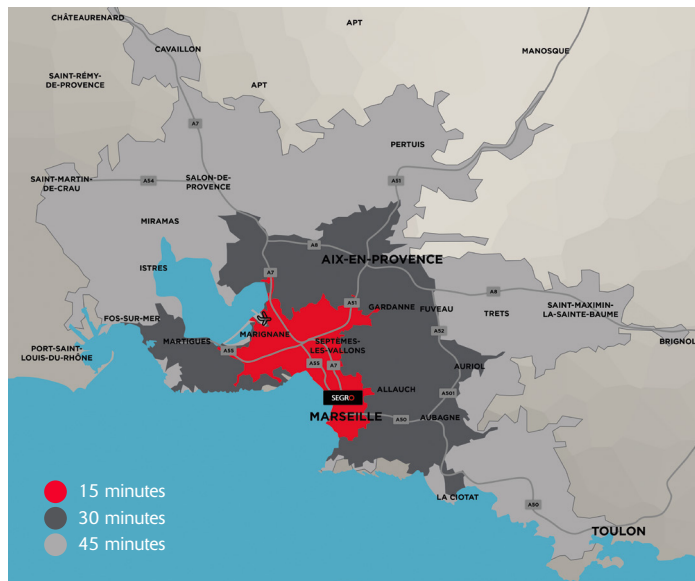 CHÂTEAURENARD
APT
CAVAILLON
MANOSQUE
SAINT-RÉMY-
DE-PROVENCE
APT
A7
PERTUIS
SAINT-MARTIN-
DE-CRAU
A54
SALON-DE-
PROVENCE
A51
MIRAMAS
A8
AIX-EN-PROVENCE
ISTRES
A7
A8
A51
GARDANNE
FUVEAU
TRETS
SAINT-MAXIMIN-
LA-SAINTE-BAUME
FOS-SUR-MER
MARIGNANE
A52
BRIGNOL
MARTIGUES
SEPTÈMES-
LES-VALLONS
PORT-SAINT-
LOUIS-DU-RHÔNE
A55
A55
A7
AURIOL
ALLAUCH
A501
SEGRO
MARSEILLE
A50
AUBAGNE
LA CIOTAT
A50
TOULON
15 minutes
30 minutes
45 minutes